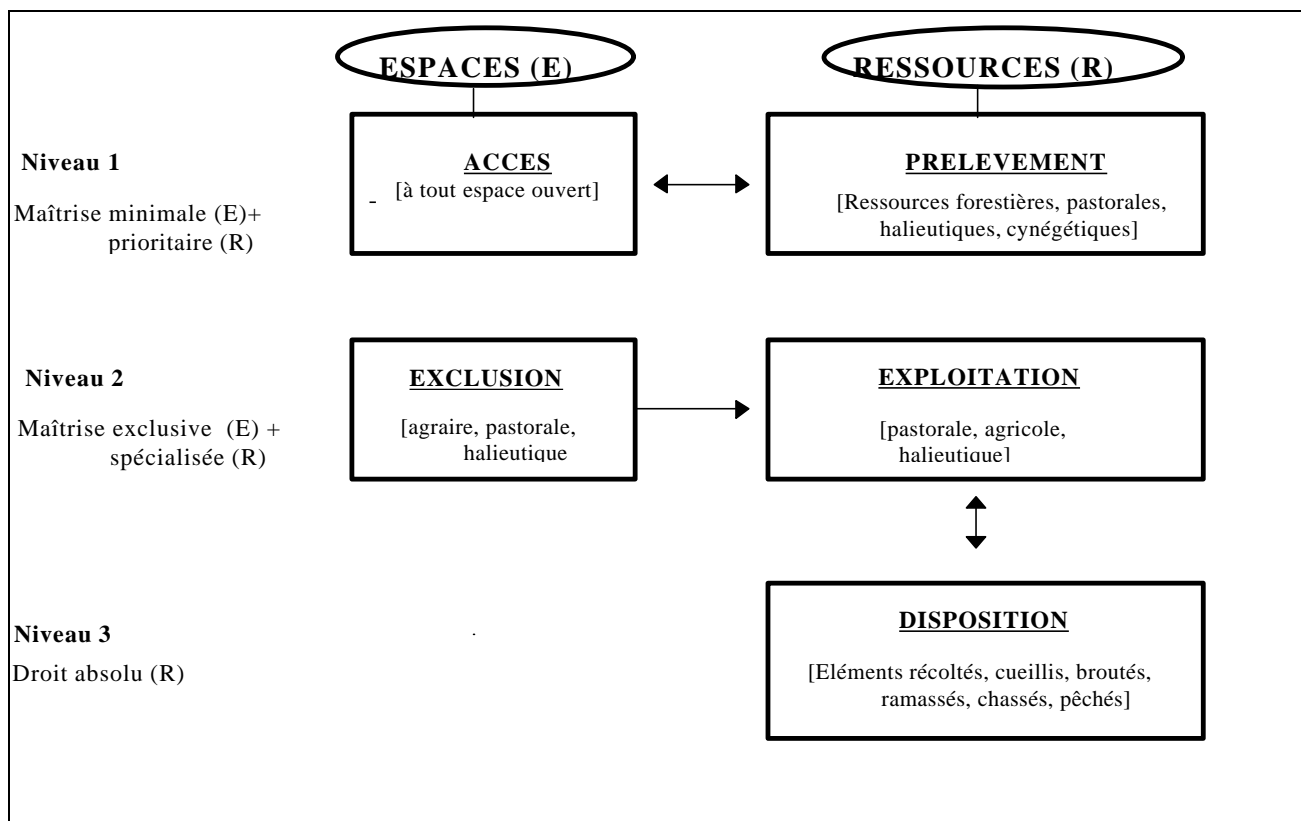 ESPACES (E)
RESSOURCES (R)
Niveau 1
Maîtrise minimale (E)+
prioritaire (R)
ACCES
- [à tout espace ouvert]
PRELEVEMENT
[Ressources forestières, pastorales,
halieutiques, cynégétiques]
Niveau 2
Maîtrise exclusive (E) +
spécialisée (R)
EXCLUSION
[agraire, pastorale,
halieutique
EXPLOITATION
[pastorale, agricole,
halieutique]
Niveau 3
Droit absolu (R)
DISPOSITION
[Eléments récoltés, cueillis, broutés,
ramassés, chassés, pêchés]